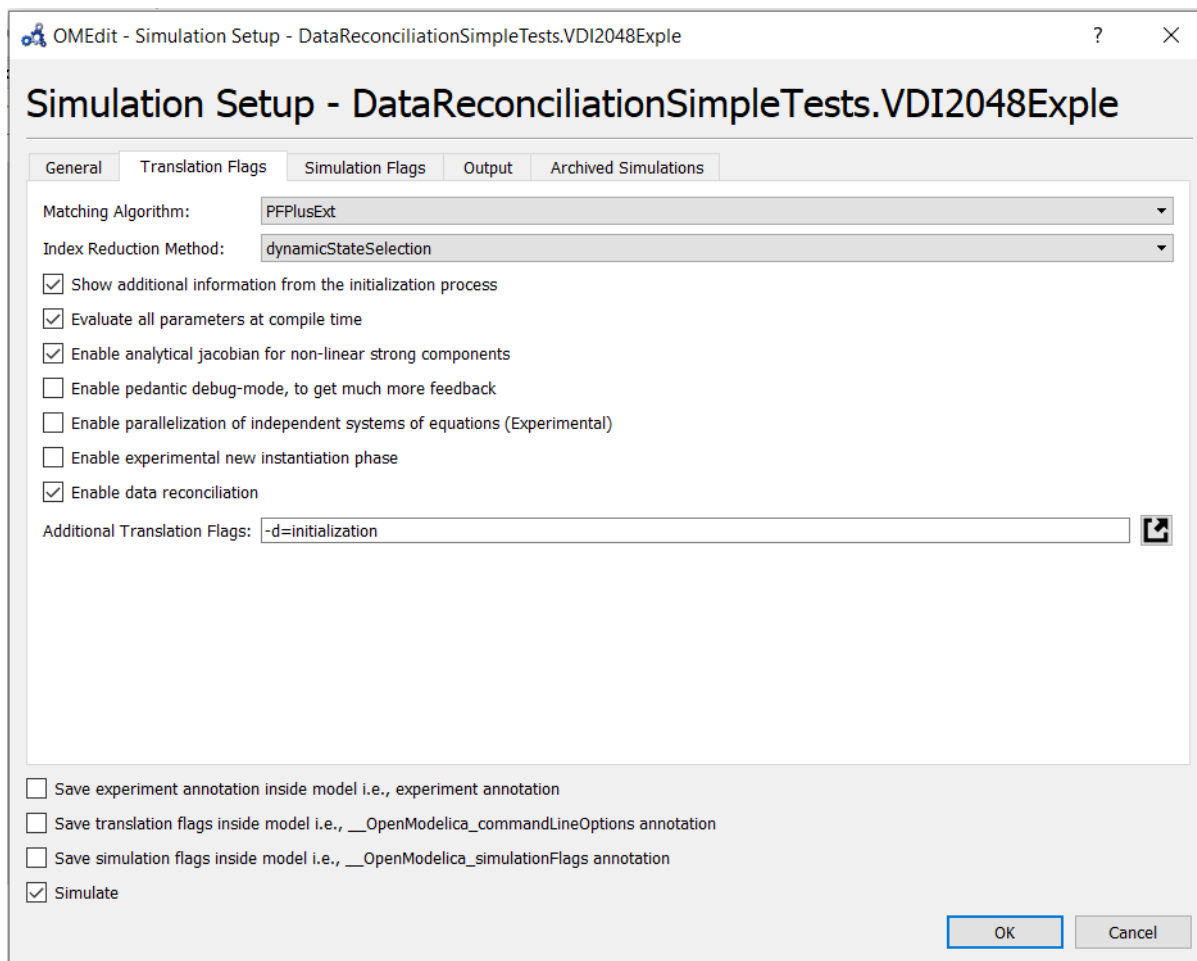 OMEdit - Simulation Setup - DataReconciliationSimpleTests.VDI2048Exple ?
Simulation Setup - DataReconciliationSimpleTests.VDI2048Exple
General Translation Flags Simulation Flags Output Archived Simulations
Matching Algorithm: PFPlusExt
Index Reduction Method: dynamicStateSelection
Show additional information from the initialization process
Evaluate all parameters at compile time
Enable analytical jacobian for non-linear strong components
Enable pedantic debug-mode, to get much more feedback
Enable parallelization of independent systems of equations (Experimental)
Enable experimental new instantiation phase
Enable data reconciliation
Additional Translation Flags: -d=initialization
Save experiment annotation inside model i.e., experiment annotation
Save translation flags inside model i.e., __OpenModelica_commandLineOptions annotation
Save simulation flags inside model i.e., __OpenModelica_simulationFlags annotation
Simulate
OK Cancel